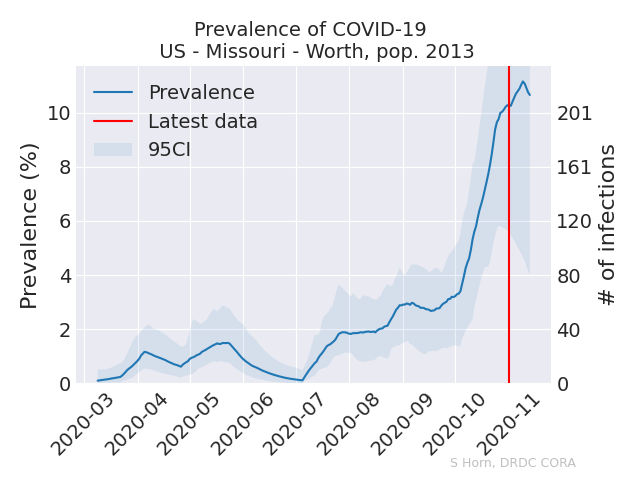 Prevalence of COVID-19
US - Missouri - Worth, pop. 2013
Prevalence
Latest data
95CI
Prevalence (%)
10
8
6
4
2
0
201
161
120
80
40
0
# of infections
2020-03
2020-04
2020-05
2020-06
2020-07
2020-08
2020-09
2020-10
2020-11
S Horn, DRDC CORA